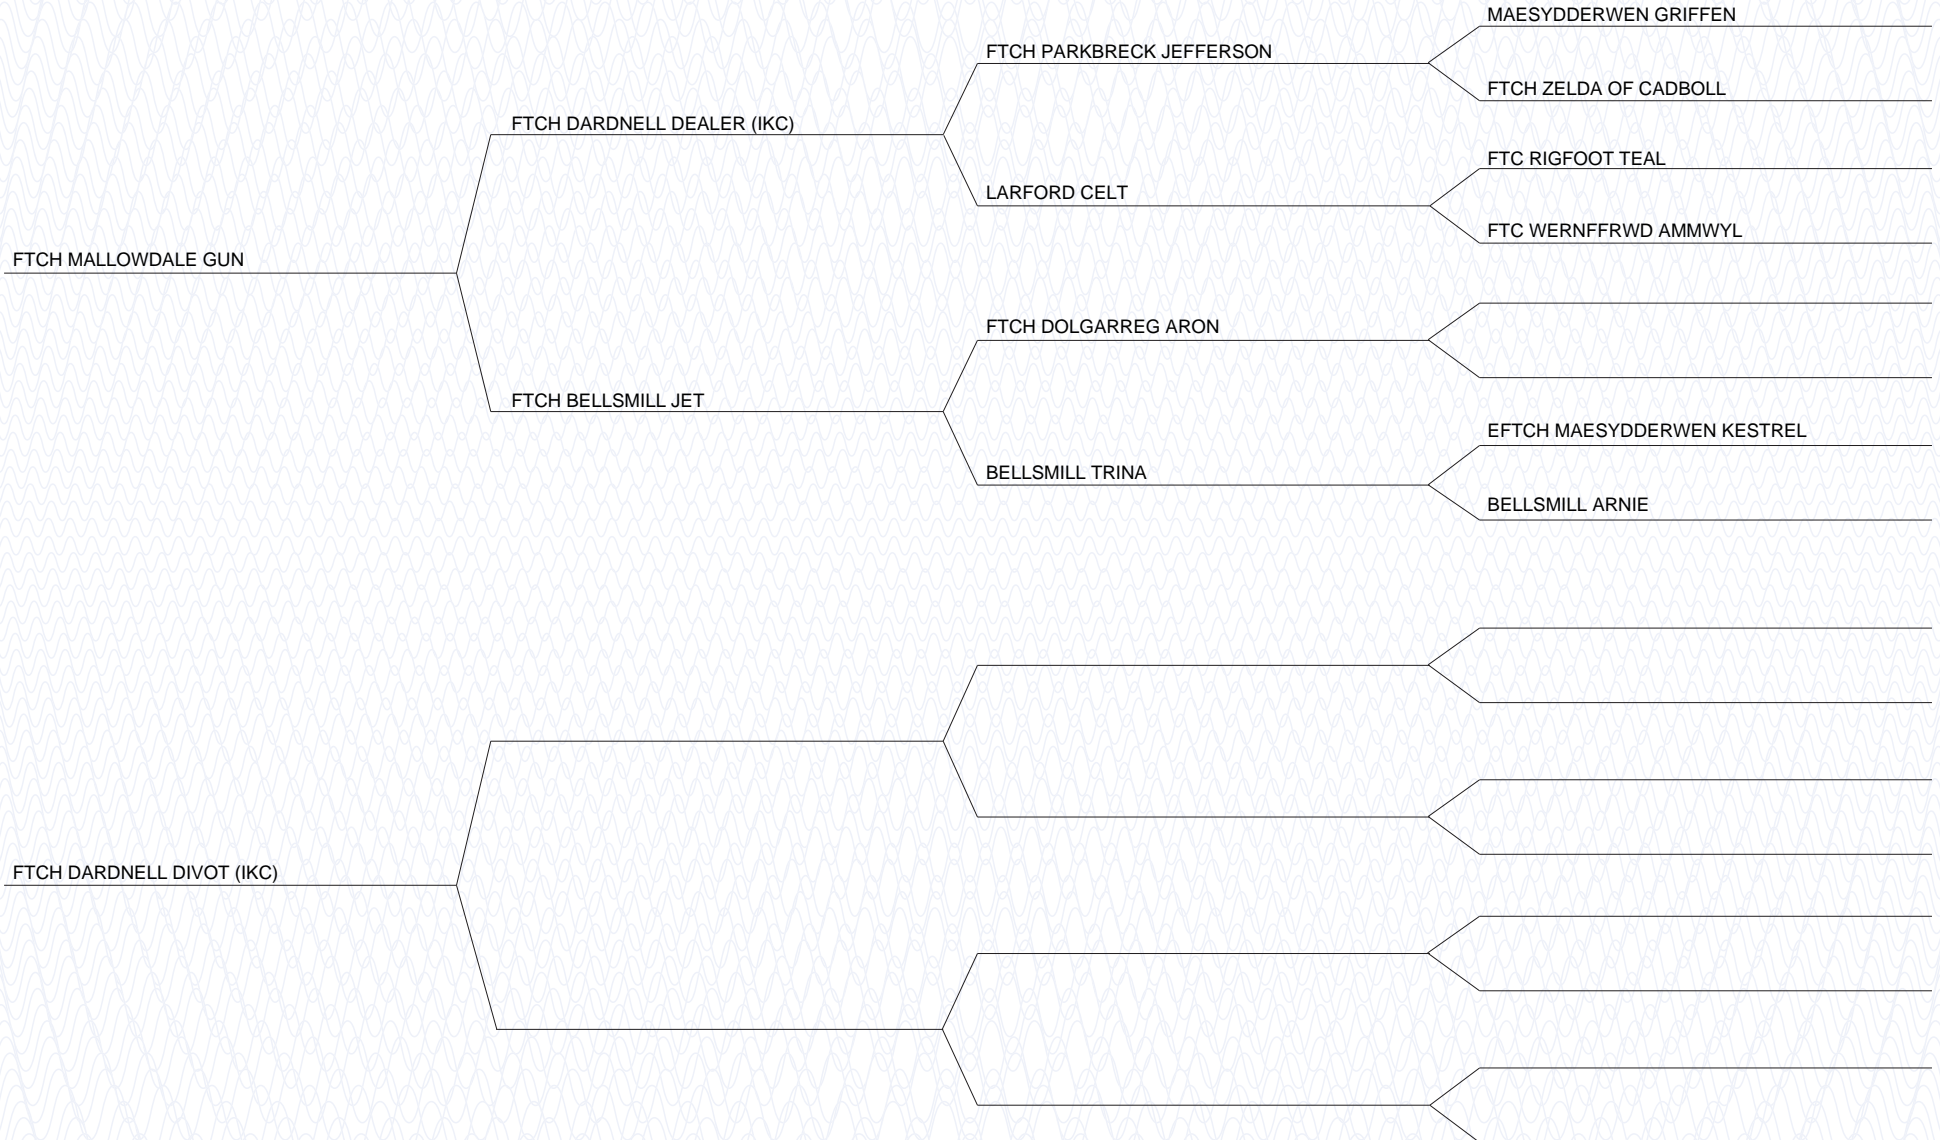 MAESYDDERWEN GRIFFEN
FTCH PARKBRECK JEFFERSON
FTCH ZELDA OF CADBOLL
FTCH DARDNELL DEALER (IKC)
FTC RIGFOOT TEAL
LARFORD CELT
FTC WERNFFRWD AMMWYL
FTCH MALLOWDALE GUN
FTCH DOLGARREG ARON
FTCH BELLSMILL JET
EFTCH MAESYDDERWEN KESTREL
BELLSMILL TRINA
BELLSMILL ARNIE
FTCH DARDNELL DIVOT (IKC)